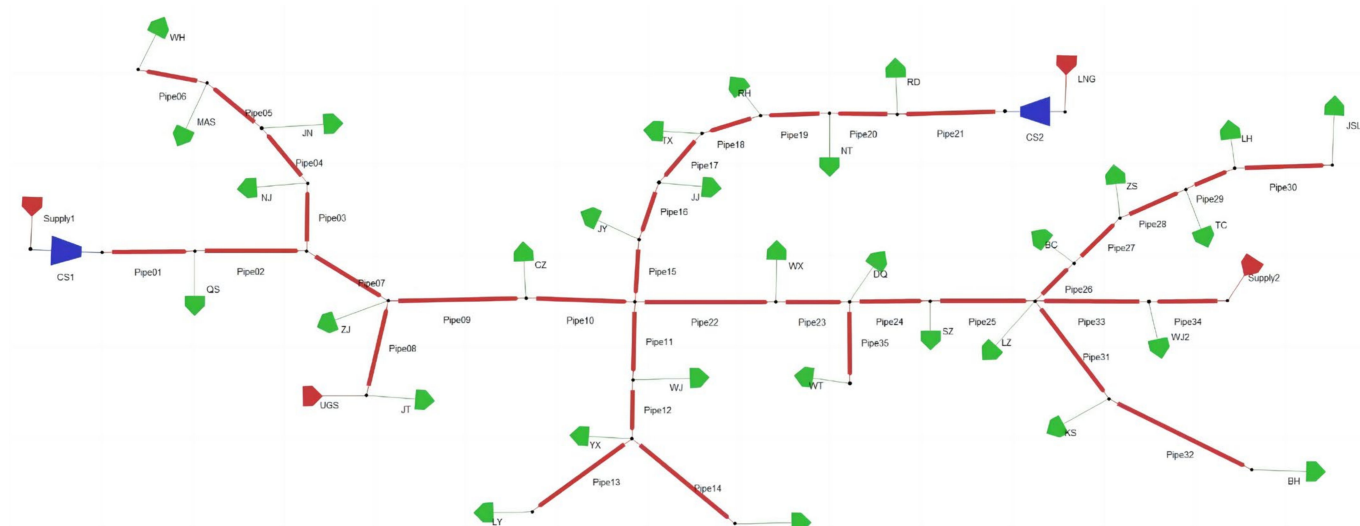 WH
Pipe06
MAS
Pipe05
JN
Pipe04
NJ
Supply1
Pipe03
CS1
Pipe01
Pipe02
QS
Pipe07
ZJ
Pipe08
UGS
JT
Pipe09
CZ
Pipe10
RH
TX
Pipe18
Pipe19
Pipe17
JJ
Pipe16
JY
Pipe15
NT
Pipe20
RD
Pipe21
CS2
LNG
Pipe11
WJ
Pipe12
YX
Pipe13
LY
Pipe14
Pipe22
WX
Pipe23
DQ
Pipe35
WT
Pipe24
SZ
Pipe25
LZ
BC
Pipe26
Pipe27
ZS
Pipe28
TC
Pipe29
LH
Pipe30
Supply2
Pipe33
Pipe34
WJ2
Pipe31
KS
Pipe32
BH